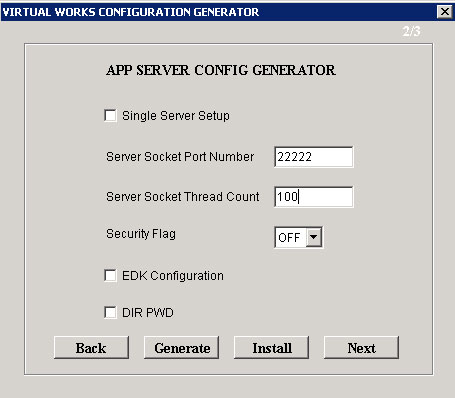 VIRTUAL WORKS CONFIGURATION GENERATOR
2/3
APP SERVER CONFIG GENERATOR
Single Server Setup
Server Socket Port Number 22222
Server Socket Thread Count 100
Security Flag OFF
EDK Configuration
DIR PWD
Back Generate Install Next